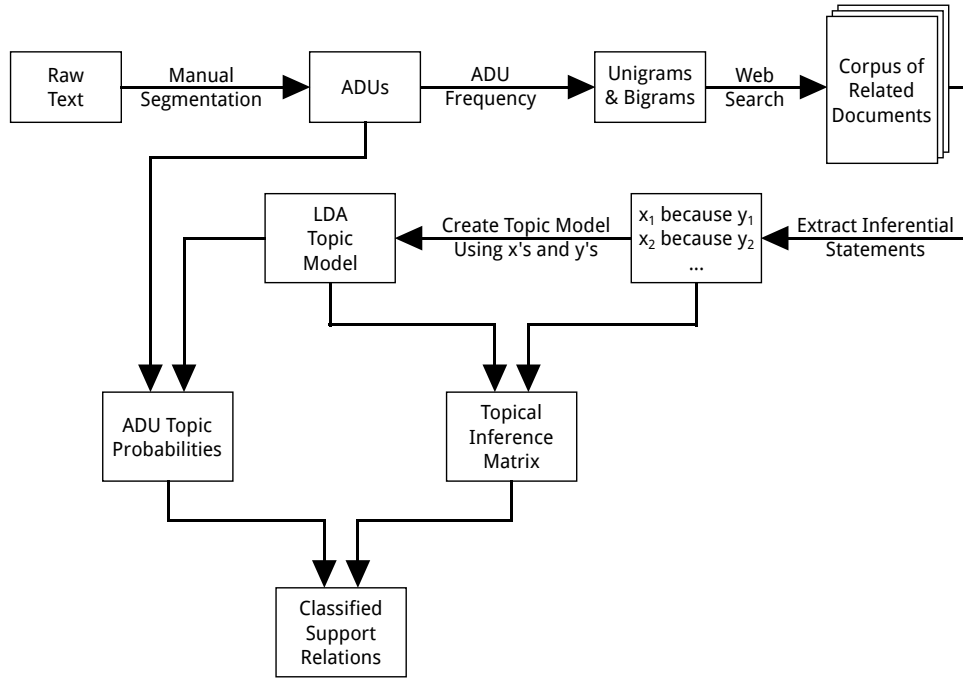 Raw
Text
Manual
Segmentation
ADUs
ADU
Frequency
Unigrams
& Bigrams
Web
Search
Corpus of
Related
Documents
LDA
Topic
Model
Create Topic Model
Using x's and y's
x₁ because y₁
x₂ because y₂
...
Extract Inferential
Statements
ADU Topic
Probabilities
Topical
Inference
Matrix
Classified
Support
Relations